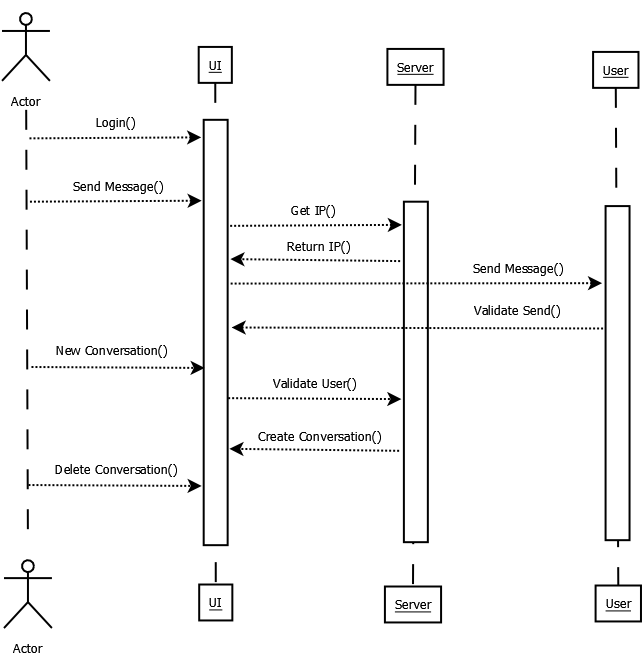 UI
Server
User
Actor
Login()
Send Message()
Get IP()
Return IP()
Send Message()
Validate Send()
New Conversation()
Validate User()
Create Conversation()
Delete Conversation()
UI
Server
User
Actor